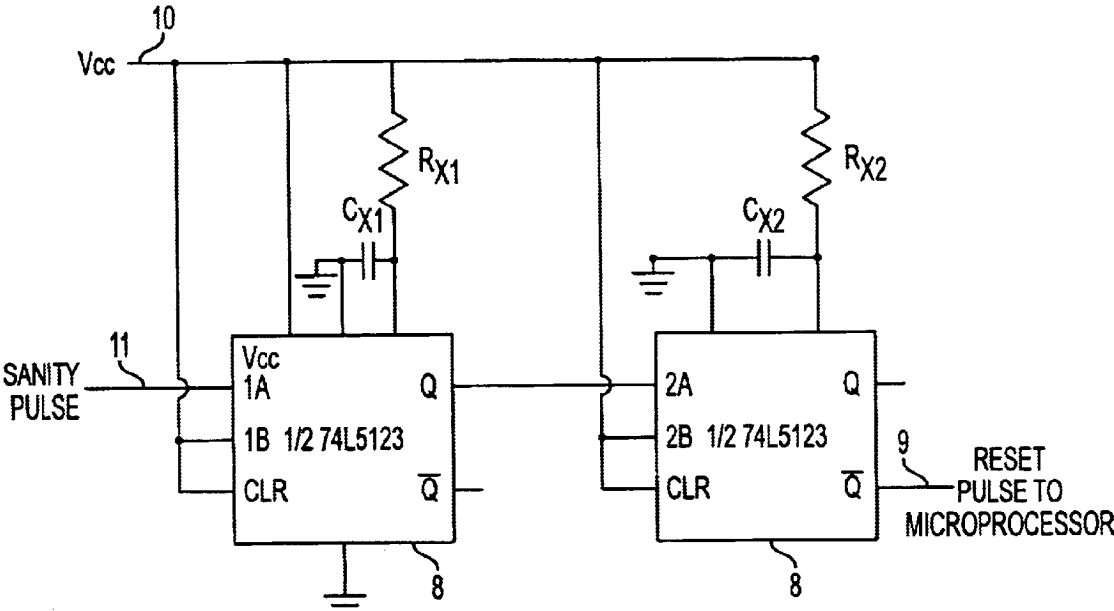 10
Vcc
RX1
RX2
CX1
CX2
11
SANITY
PULSE
Vcc
1A
Q
1B 1/2 74L5123
CLR
Q̅
8
2A
Q
2B 1/2 74L5123
CLR
Q̅
8
9
RESET
PULSE TO
MICROPROCESSOR